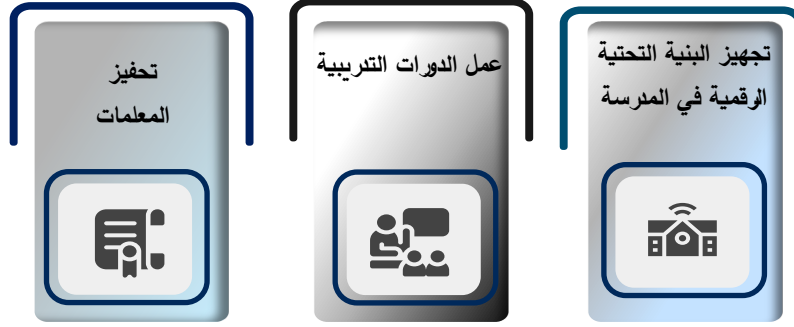 تجهيز البنية التحتية
الرقمية في المدرسة
عمل الدورات التدريبية
تحفيز
المعلمات